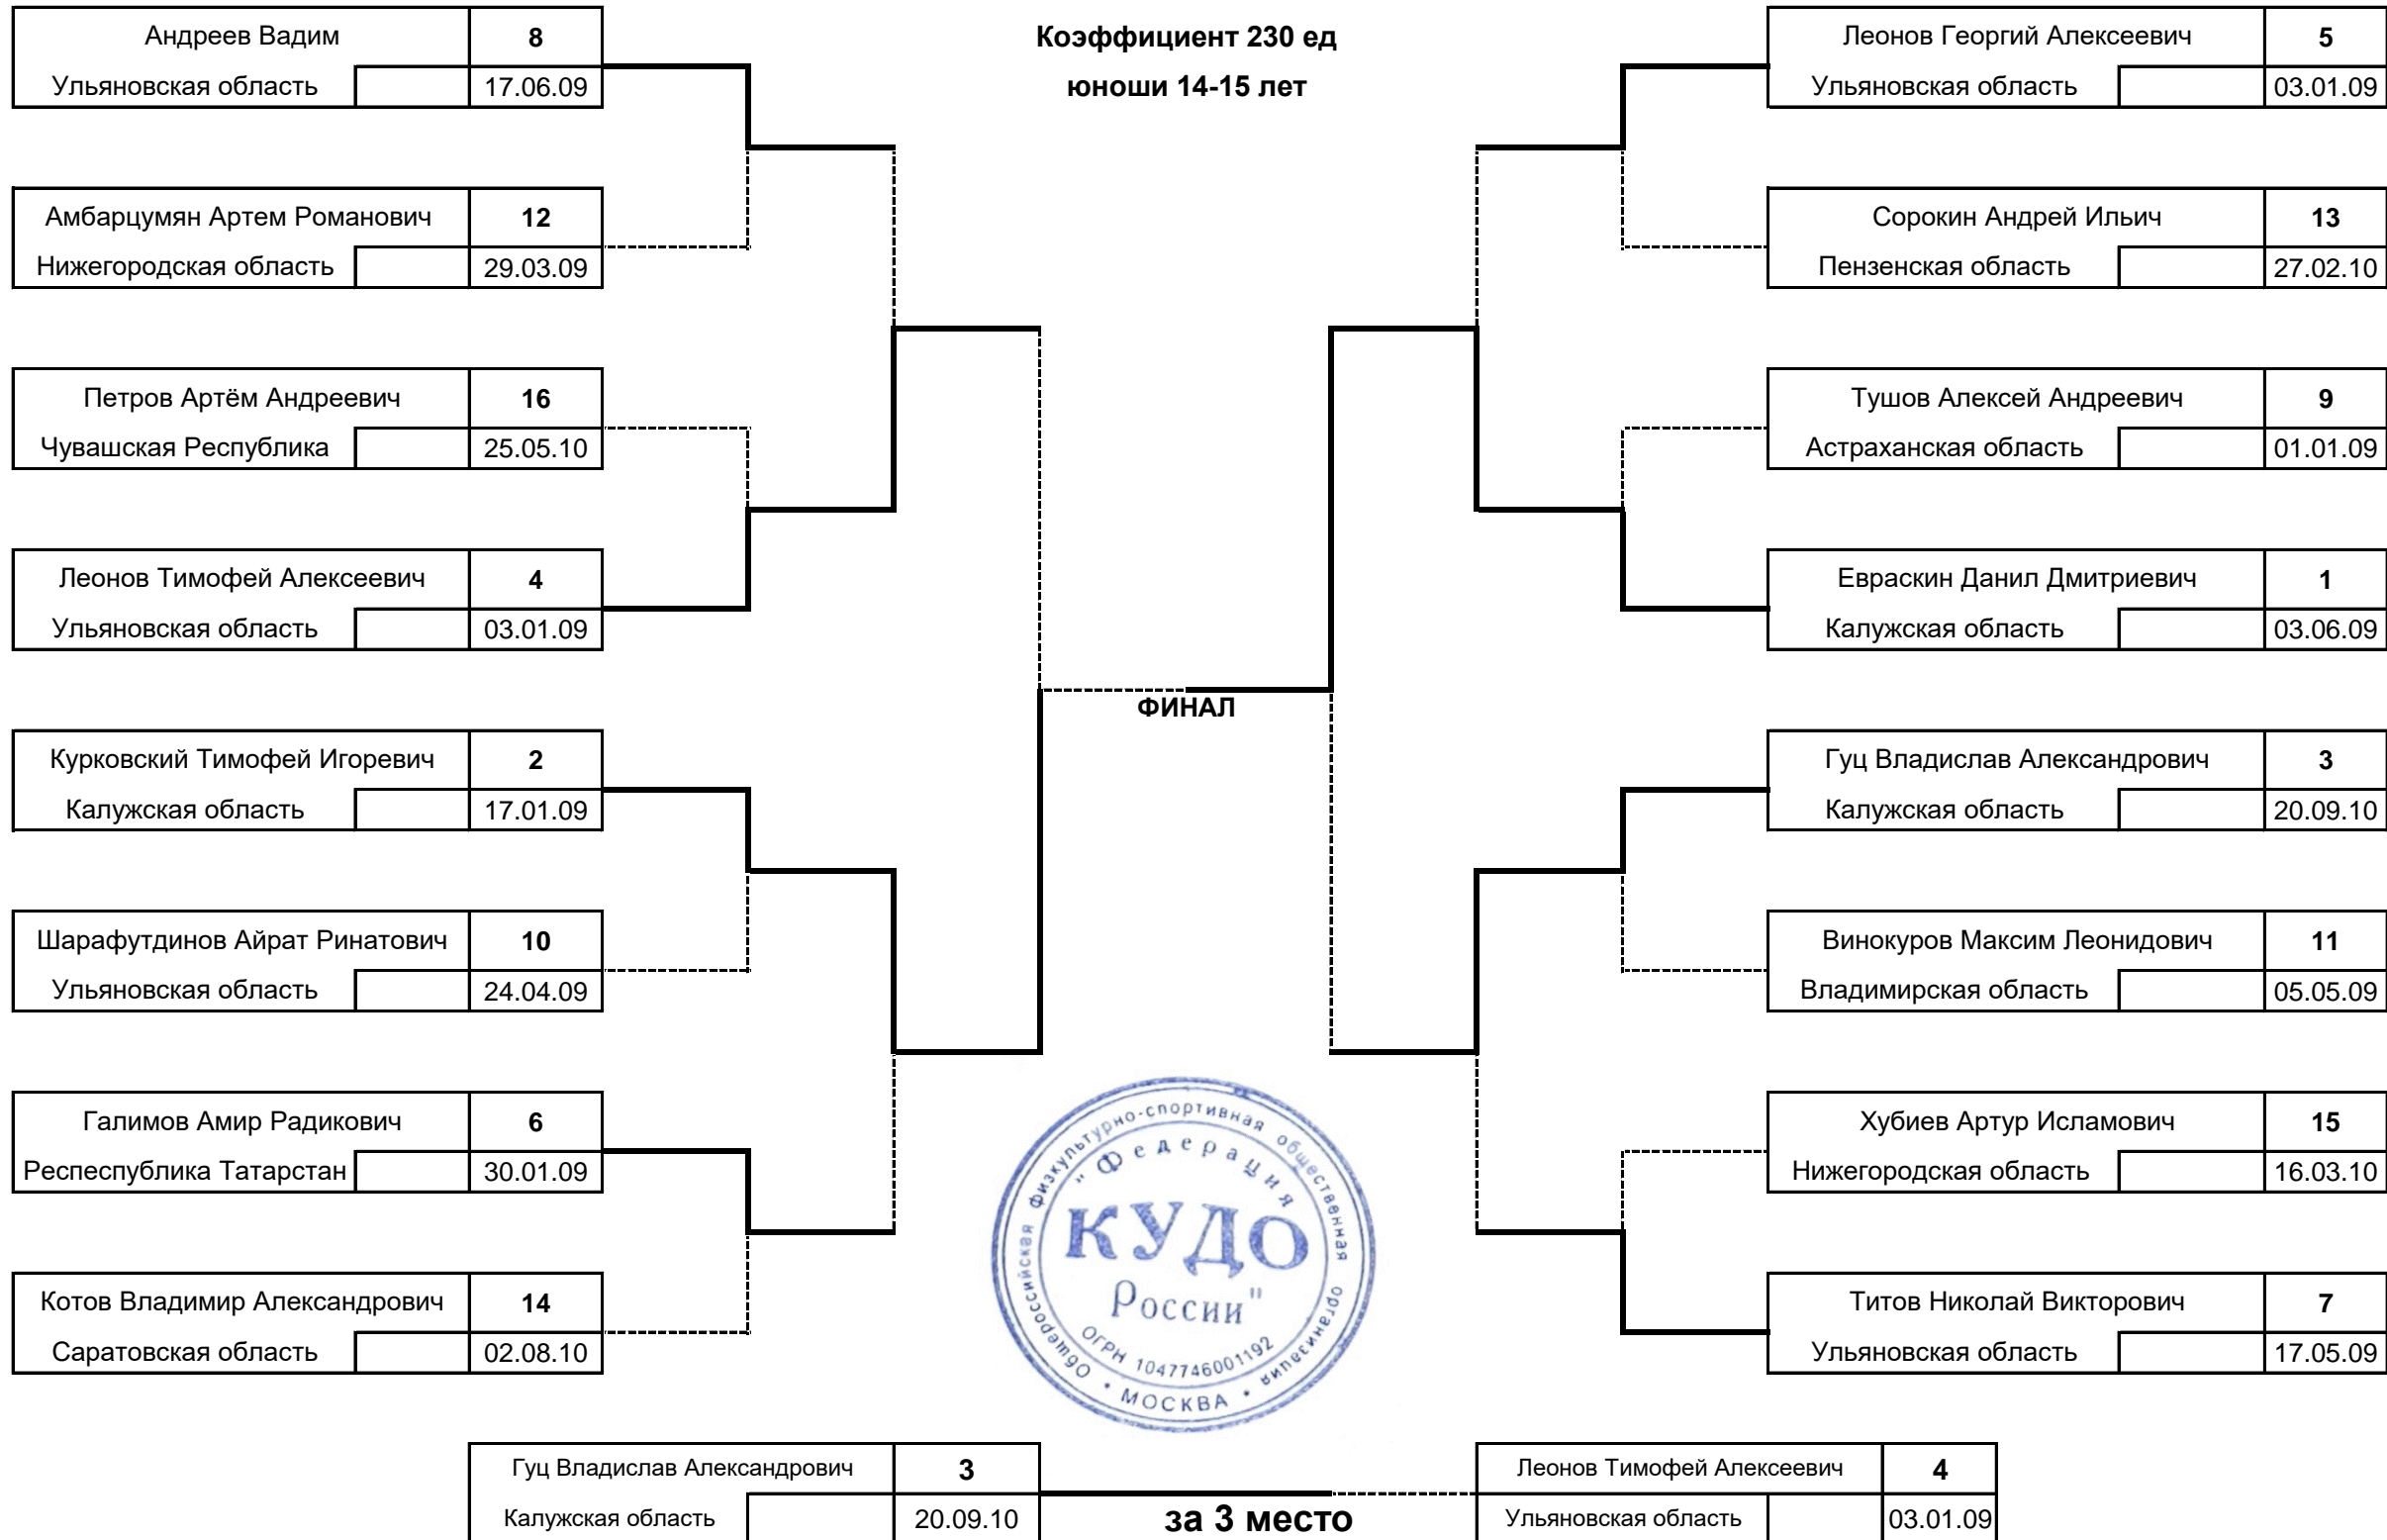 Коэффициент 230 ед
юноши 14-15 лет
Андреев Вадим 8
Ульяновская область 17.06.09
Амбарцумян Артем Романович 12
Нижегородская область 29.03.09
Петров Артём Андреевич 16
Чувашская Республика 25.05.10
Леонов Тимофей Алексеевич 4
Ульяновская область 03.01.09
Курковский Тимофей Игоревич 2
Калужская область 17.01.09
Шарафутдинов Айрат Ринатович 10
Ульяновская область 24.04.09
Галимов Амир Радикович 6
Респеспублика Татарстан 30.01.09
Котов Владимир Александрович 14
Саратовская область 02.08.10
ФИНАЛ
Леонов Георгий Алексеевич 5
Ульяновская область 03.01.09
Сорокин Андрей Ильич 13
Пензенская область 27.02.10
Тушов Алексей Андреевич 9
Астраханская область 01.01.09
Евраскин Данил Дмитриевич 1
Калужская область 03.06.09
Гуц Владислав Александрович 3
Калужская область 20.09.10
Винокуров Максим Леонидович 11
Владимирская область 05.05.09
Хубиев Артур Исламович 15
Нижегородская область 16.03.10
Титов Николай Викторович 7
Ульяновская область 17.05.09
Общероссийская физкультурно-спортивная общественная организация
• МОСКВА •
"Федерация
КУДО
России"
ОГРН 1047746001192
Гуц Владислав Александрович 3
Калужская область 20.09.10
за 3 место
Леонов Тимофей Алексеевич 4
Ульяновская область 03.01.09